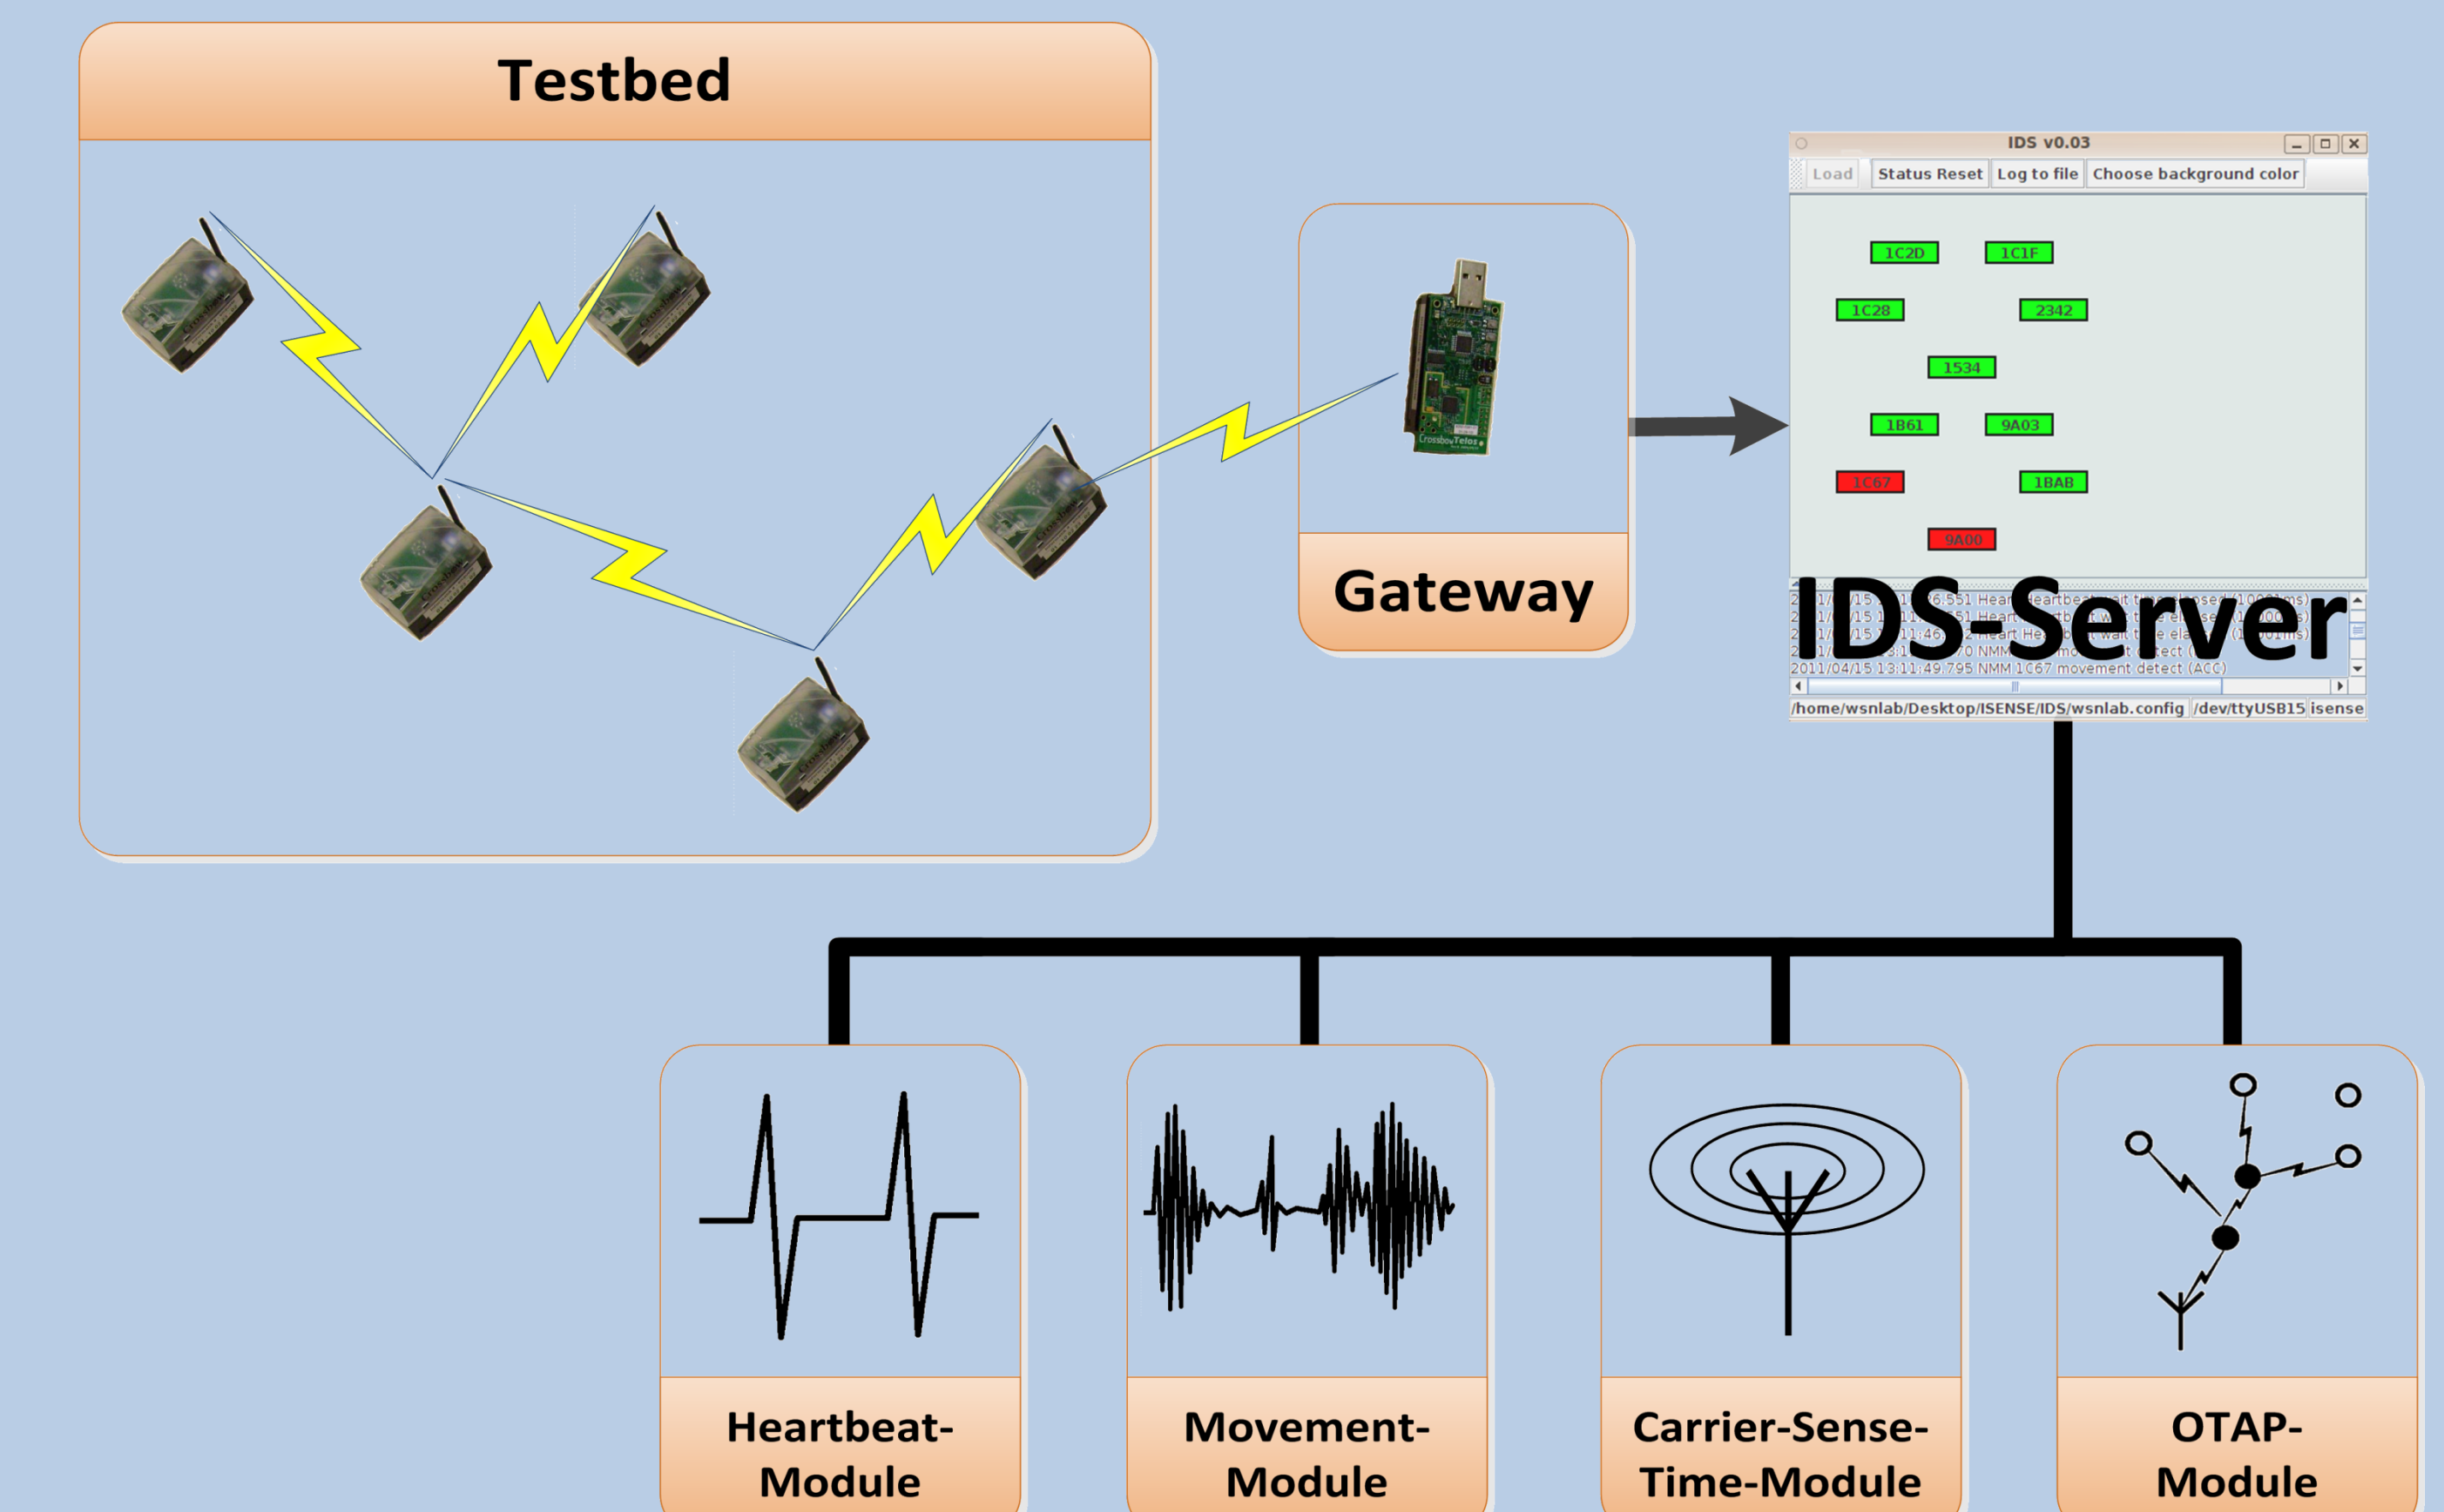 Testbed
IDS v0.03
Load Status Reset Log to file Choose background color
1C2D 1C1F
1C28 2342
1534
1B61 9A03
1C67 1BAB
9A00
CrossbowTelos
Gateway
IDS-Server
2011/04/15 13:11:49.795 NMM 1C67 movement detect (ACC)
/home/wsnlab/Desktop/ISENSE/IDS/wsnlab.config /dev/ttyUSB15 isense
Heartbeat-
Module
Movement-
Module
Carrier-Sense-
Time-Module
OTAP-
Module